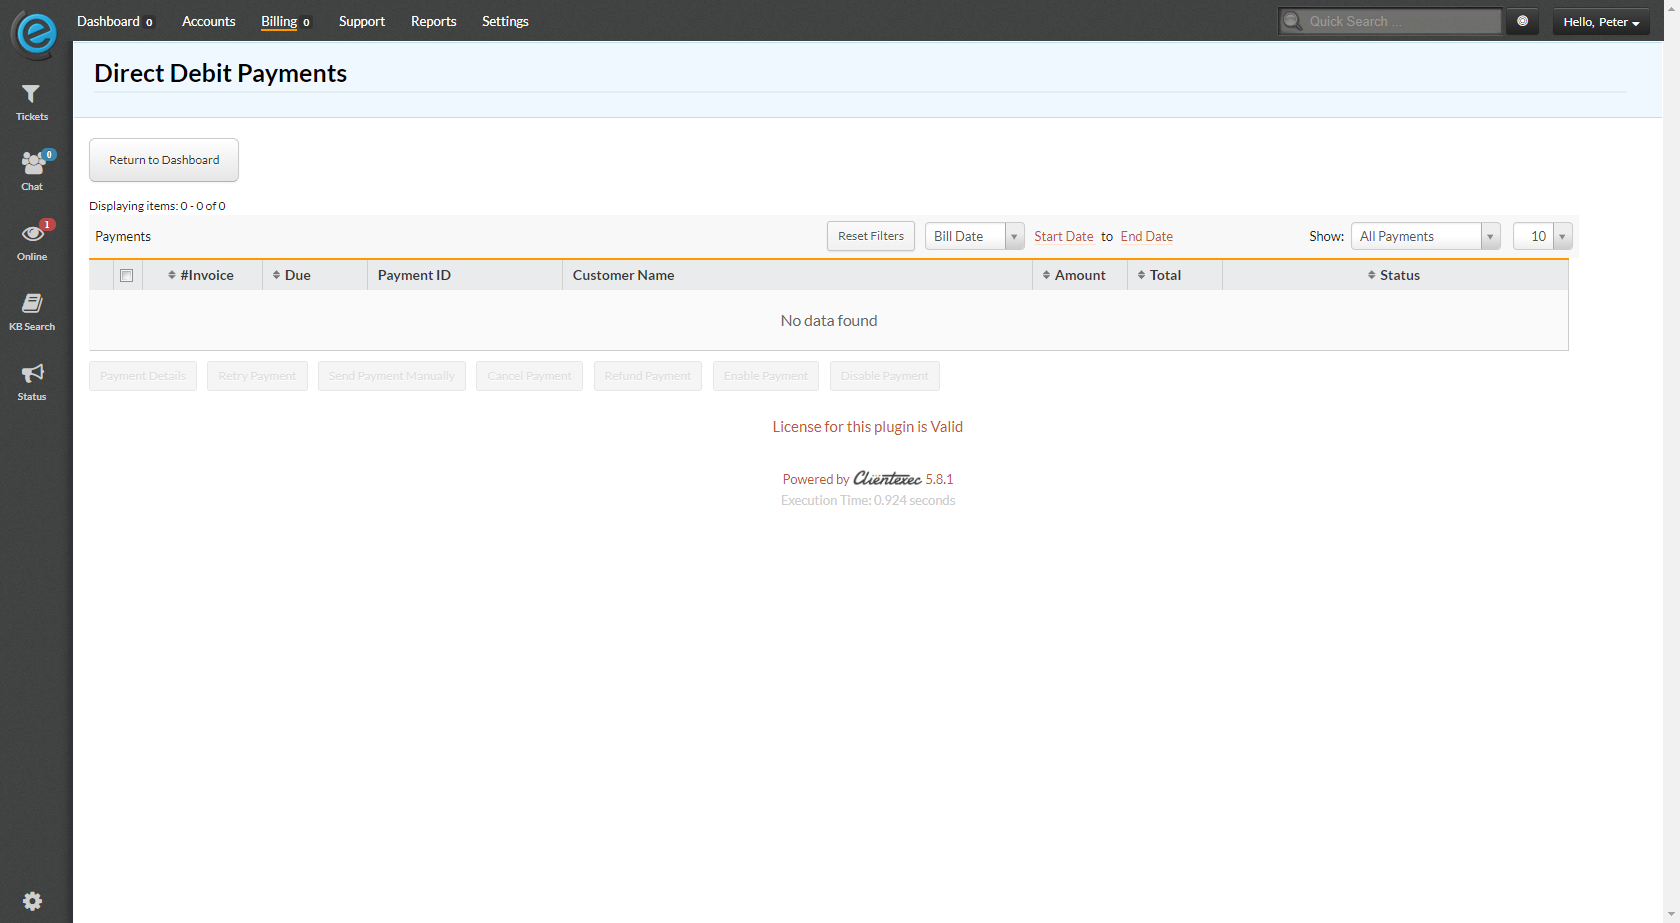 Dashboard 0 Accounts Billing 0 Support Reports Settings Quick Search ... Hello, Peter
Direct Debit Payments
Tickets
0
Chat
1
Online
KB Search
Status
Return to Dashboard
Displaying items: 0 - 0 of 0
Payments Reset Filters Bill Date Start Date to End Date Show: All Payments 10
#Invoice Due Payment ID Customer Name Amount Total Status
No data found
Payment Details Retry Payment Send Payment Manually Cancel Payment Refund Payment Enable Payment Disable Payment
License for this plugin is Valid
Powered by Clientexec 5.8.1
Execution Time: 0.924 seconds